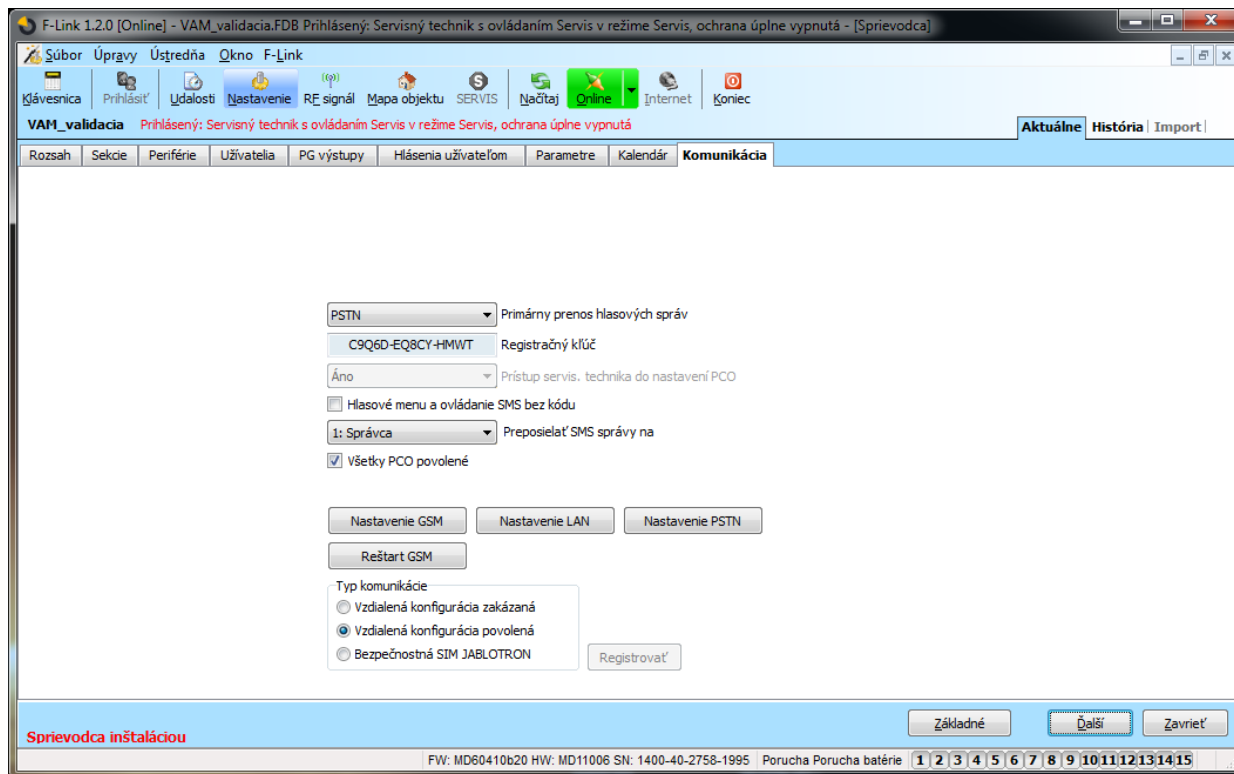 F-Link 1.2.0 [Online] - VAM_validacia.FDB Prihlásený: Servisný technik s ovládaním Servis v režime Servis, ochrana úplne vypnutá - [Sprievodca]
Súbor Úpravy Ústredňa Okno F-Link
Klávesnica Prihlásiť Udalosti Nastavenie RF signál Mapa objektu SERVIS Načítaj Online Internet Koniec
VAM_validacia Prihlásený: Servisný technik s ovládaním Servis v režime Servis, ochrana úplne vypnutá Aktuálne História Import
Rozsah Sekcie Periférie Užívatelia PG výstupy Hlásenia užívateľom Parametre Kalendár Komunikácia
PSTN Primárny prenos hlasových správ
C9Q6D-EQ8CY-HMWT Registračný kľúč
Áno Prístup servis. technika do nastavení PCO
Hlasové menu a ovládanie SMS bez kódu
1: Správca Preposielať SMS správy na
Všetky PCO povolené
Nastavenie GSM Nastavenie LAN Nastavenie PSTN
Reštart GSM
Typ komunikácie
Vzdialená konfigurácia zakázaná
Vzdialená konfigurácia povolená
Bezpečnostná SIM JABLOTRON Registrovať
Základné Ďalší Zavrieť
Sprievodca inštaláciou
FW: MD60410b20 HW: MD11006 SN: 1400-40-2758-1995 Porucha Porucha batérie 1 2 3 4 5 6 7 8 9 10 11 12 13 14 15